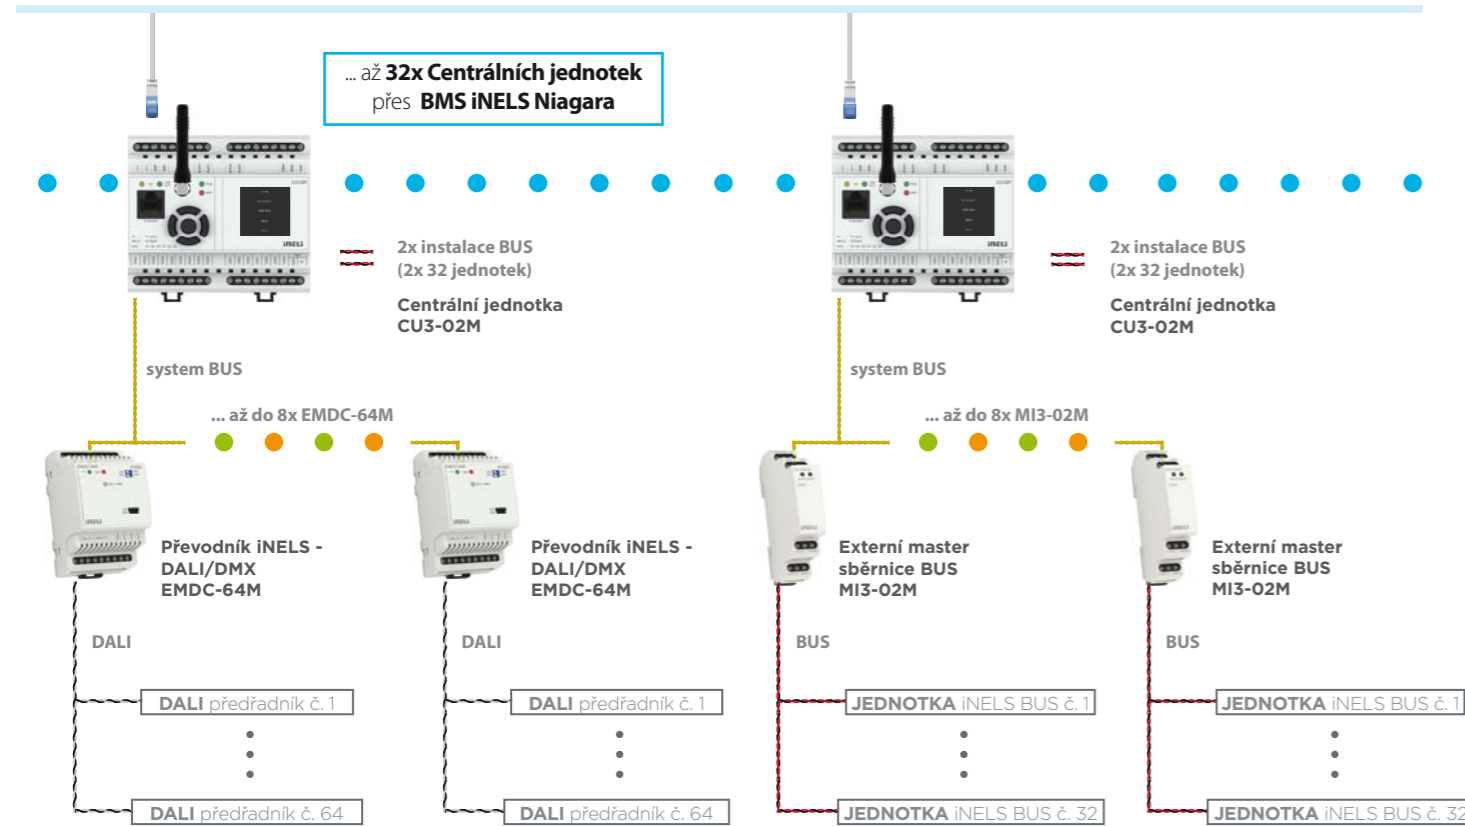 ... až 32x Centrálních jednotek
přes BMS iNELS Niagara
2x instalace BUS
(2x 32 jednotek)
Centrální jednotka
CU3-02M
2x instalace BUS
(2x 32 jednotek)
Centrální jednotka
CU3-02M
system BUS
system BUS
... až do 8x EMDC-64M
... až do 8x MI3-02M
Převodník iNELS -
DALI/DMX
EMDC-64M
Převodník iNELS -
DALI/DMX
EMDC-64M
Externí master
sběrnice BUS
MI3-02M
Externí master
sběrnice BUS
MI3-02M
DALI
DALI
BUS
BUS
DALI předřadník č. 1
DALI předřadník č. 1
JEDNOTKA iNELS BUS č. 1
JEDNOTKA iNELS BUS č. 1
DALI předřadník č. 64
DALI předřadník č. 64
JEDNOTKA iNELS BUS č. 32
JEDNOTKA iNELS BUS č. 32